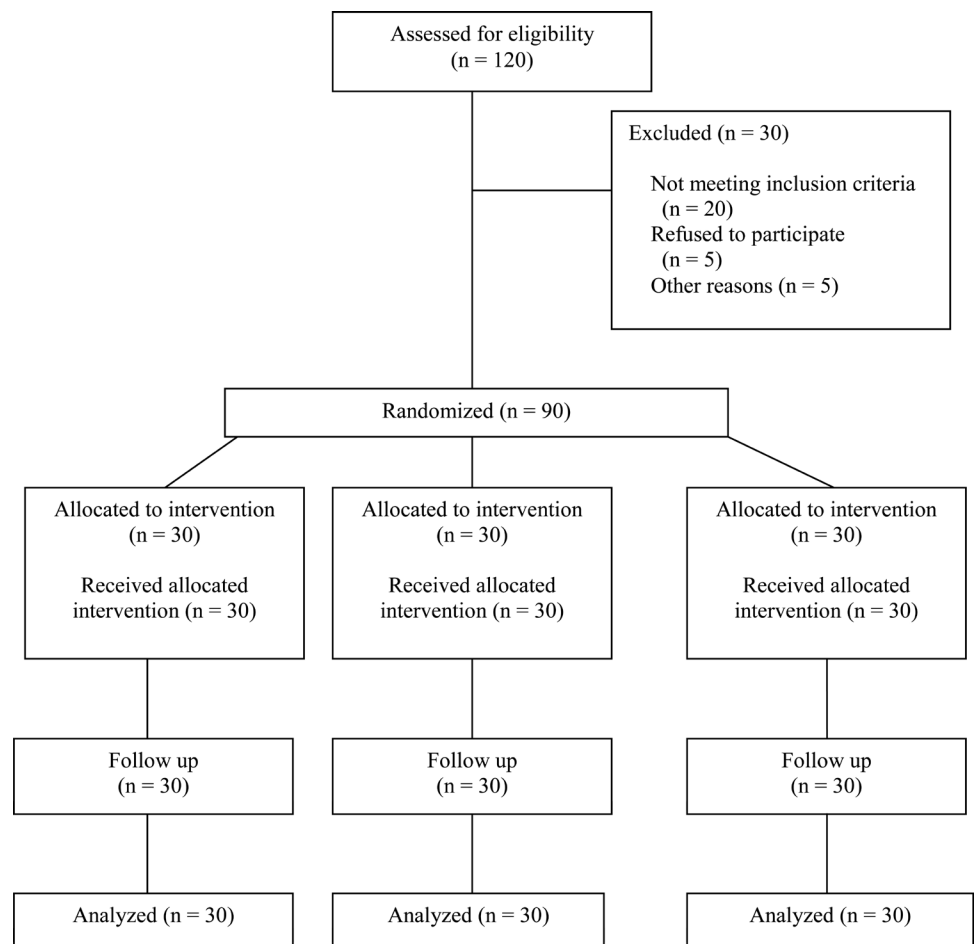 Assessed for eligibility
(n = 120)
Excluded (n = 30)
Not meeting inclusion criteria
(n = 20)
Refused to participate
(n = 5)
Other reasons (n = 5)
Randomized (n = 90)
Allocated to intervention
(n = 30)
Received allocated
intervention (n = 30)
Allocated to intervention
(n = 30)
Received allocated
intervention (n = 30)
Allocated to intervention
(n = 30)
Received allocated
intervention (n = 30)
Follow up
(n = 30)
Follow up
(n = 30)
Follow up
(n = 30)
Analyzed (n = 30)
Analyzed (n = 30)
Analyzed (n = 30)